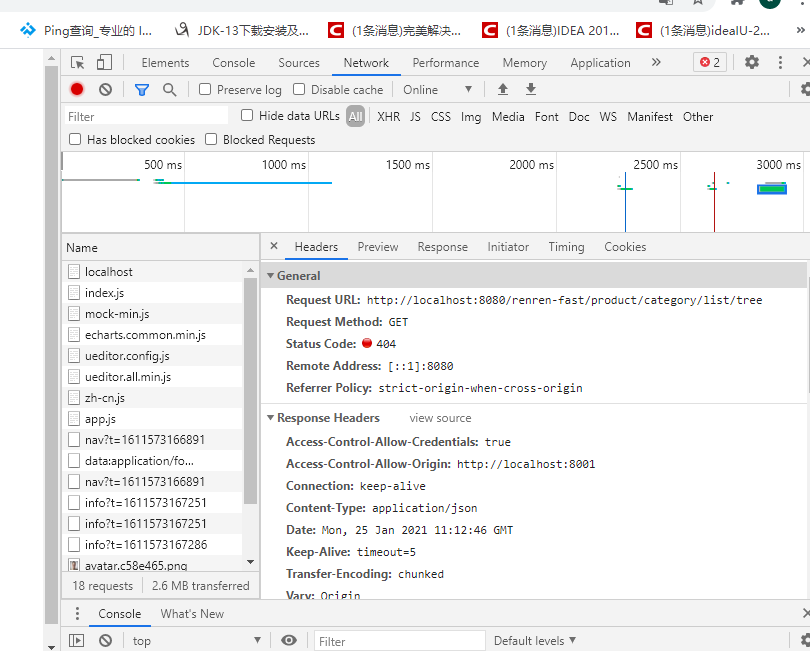 Ping查询_专业的 I... JDK-13下载安装及... (1条消息)完美解决... (1条消息)IDEA 201... (1条消息)ideaIU-2... »
Elements Console Sources Network Performance Memory Application » 2
Preserve log Disable cache Online
Filter Hide data URLs All XHR JS CSS Img Media Font Doc WS Manifest Other
Has blocked cookies Blocked Requests
500 ms 1000 ms 1500 ms 2000 ms 2500 ms 3000 ms
Name
localhost
index.js
mock-min.js
echarts.common.min.js
ueditor.config.js
ueditor.all.min.js
zh-cn.js
app.js
nav?t=1611573166891
data:application/fo...
nav?t=1611573166891
info?t=1611573167251
info?t=1611573167251
info?t=1611573167286
avatar.c58e465.png
18 requests 2.6 MB transferred
Headers Preview Response Initiator Timing Cookies
General
Request URL: http://localhost:8080/renren-fast/product/category/list/tree
Request Method: GET
Status Code: 404
Remote Address: [::1]:8080
Referrer Policy: strict-origin-when-cross-origin
Response Headers view source
Access-Control-Allow-Credentials: true
Access-Control-Allow-Origin: http://localhost:8001
Connection: keep-alive
Content-Type: application/json
Date: Mon, 25 Jan 2021 11:12:46 GMT
Keep-Alive: timeout=5
Transfer-Encoding: chunked
Vary: Origin
Console What's New
top Filter Default levels